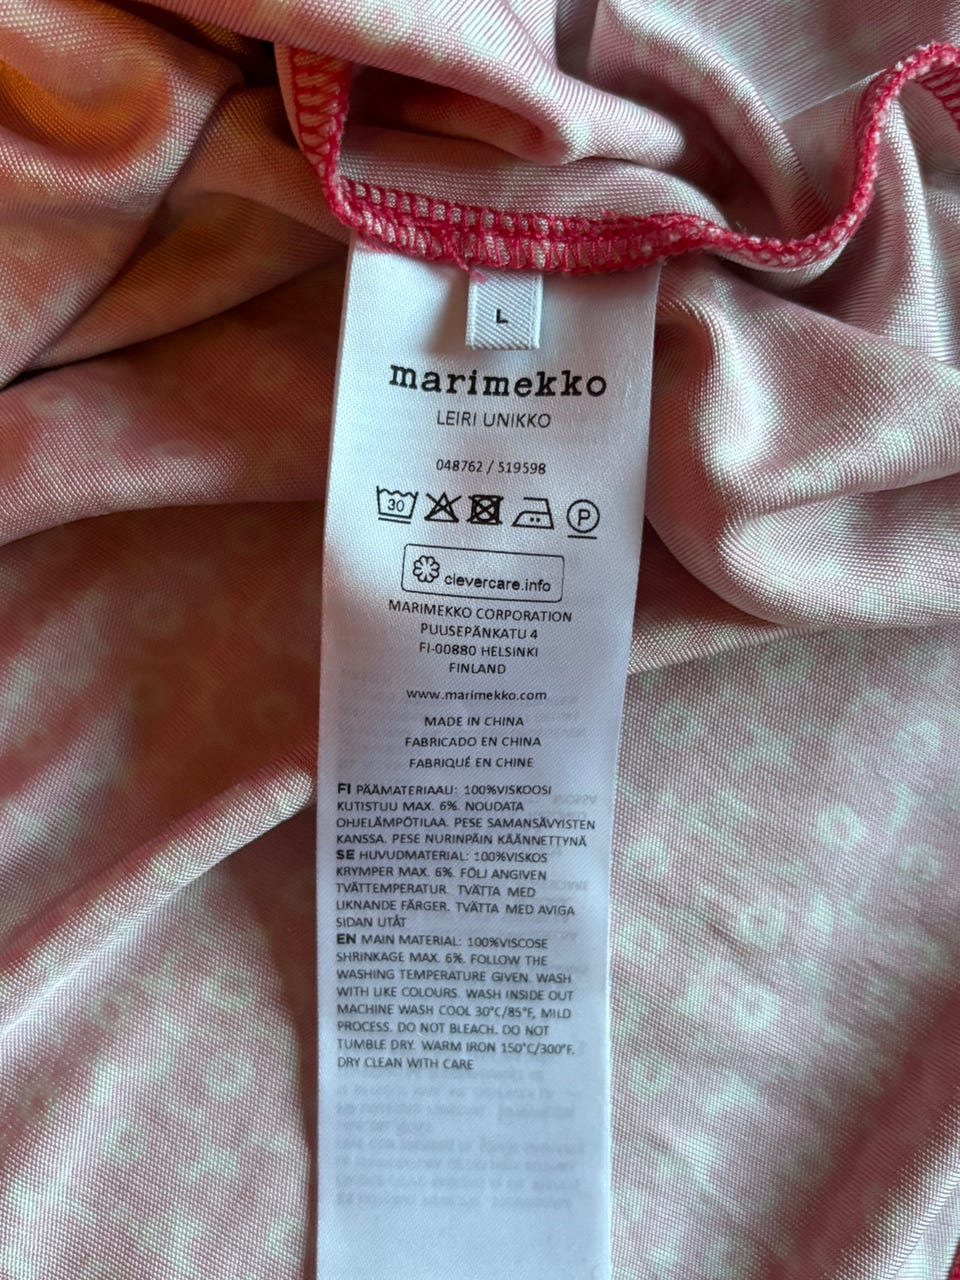 L
marimekko
LEIRI UNIKKO
048762 / 519598
30 P
clevercare.info
MARIMEKKO CORPORATION
PUUSEPÄNKATU 4
FI-00880 HELSINKI
FINLAND
www.marimekko.com
MADE IN CHINA
FABRICADO EN CHINA
FABRIQUÉ EN CHINE
FI PÄÄMATERIAALI: 100%VISKOOSI
KUTISTUU MAX. 6%. NOUDATA
OHJELÄMPÖTILAA. PESE SAMANSÄVYISTEN
KANSSA. PESE NURINPÄIN KÄÄNNETTYNÄ
SE HUVUDMATERIAL: 100%VISKOS
KRYMPER MAX. 6%. FÖLJ ANGIVEN
TVÄTTEMPERATUR. TVÄTTA MED
LIKNANDE FÄRGER. TVÄTTA MED AVIGA
SIDAN UTÅT
EN MAIN MATERIAL: 100%VISCOSE
SHRINKAGE MAX. 6%. FOLLOW THE
WASHING TEMPERATURE GIVEN. WASH
WITH LIKE COLOURS. WASH INSIDE OUT
MACHINE WASH COOL 30°C/85°F, MILD
PROCESS. DO NOT BLEACH. DO NOT
TUMBLE DRY. WARM IRON 150°C/300°F.
DRY CLEAN WITH CARE